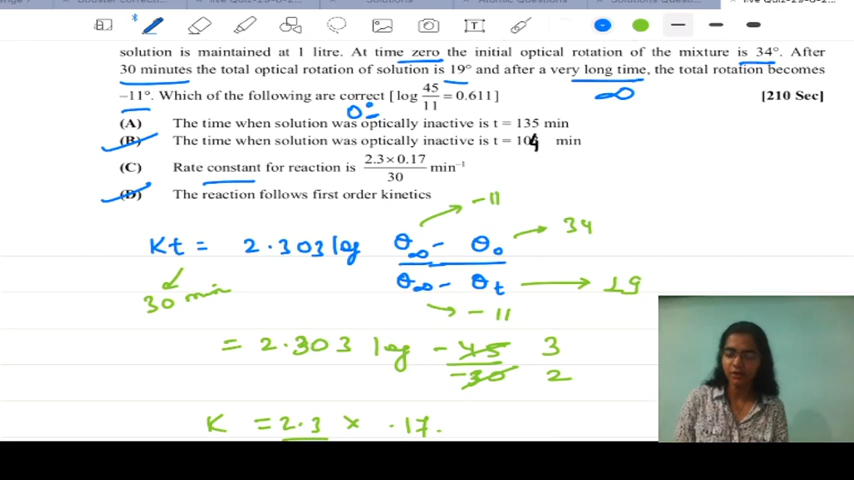 solution is maintained at 1 litre. At time zero the initial optical rotation of the mixture is 34°. After
30 minutes the total optical rotation of solution is 19° and after a very long time, the total rotation becomes
–11°. Which of the following are correct [ log 45/11 = 0.611 ] [210 Sec]
0° ∞
(A) The time when solution was optically inactive is t = 135 min
(B) The time when solution was optically inactive is t = 104 min
(C) Rate constant for reaction is 2.3 × 0.17 / 30 min⁻¹
(D) The reaction follows first order kinetics
→ -11
Kt = 2.303 log θ∞ - θ0 / θ∞ - θt
→ 34
→ 19
30 min
→ -11
= 2.303 log -45 / -30 3 / 2
K = 2.3 × .17.